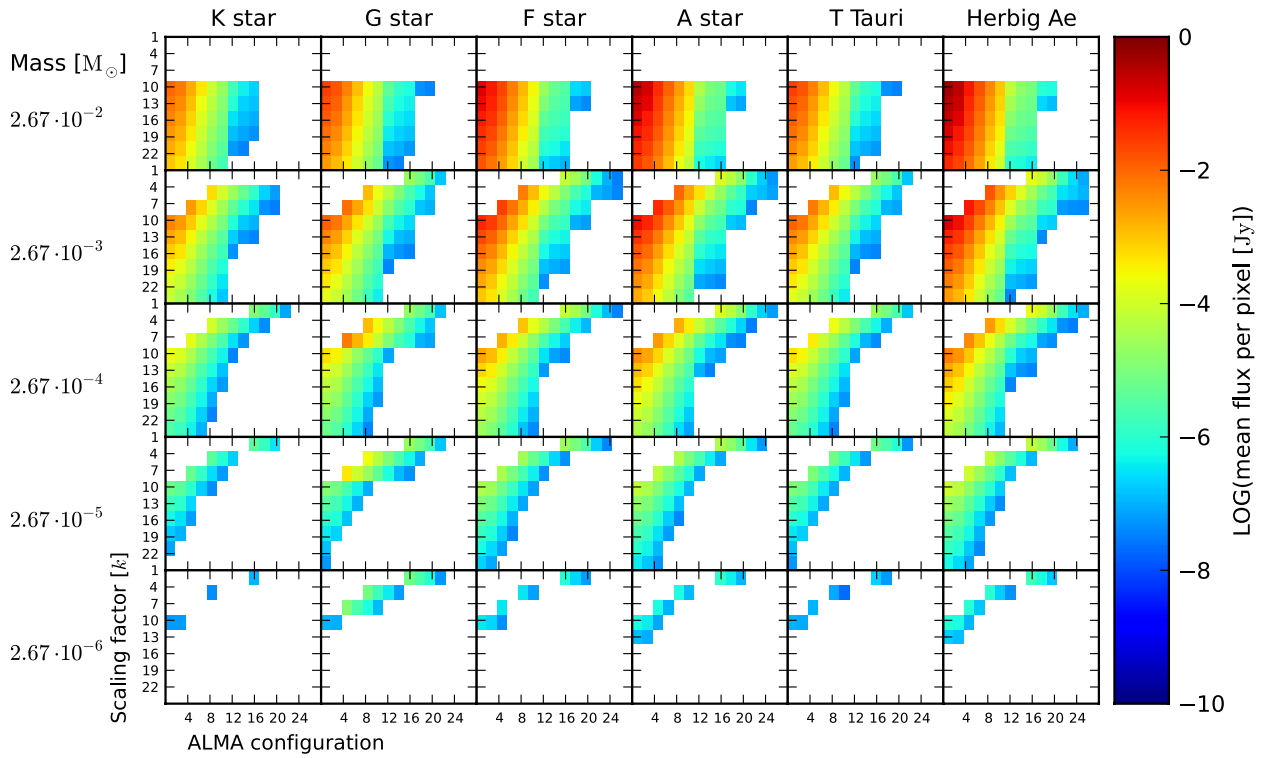 K star G star F star A star T Tauri Herbig Ae
Mass [M⊙]
2.67·10⁻²
2.67·10⁻³
2.67·10⁻⁴
2.67·10⁻⁵
2.67·10⁻⁶
1 4 7 10 13 16 19 22
1 4 7 10 13 16 19 22
1 4 7 10 13 16 19 22
1 4 7 10 13 16 19 22
1 4 7 10 13 16 19 22
Scaling factor [k]
4 8 12 16 20 24 4 8 12 16 20 24 4 8 12 16 20 24 4 8 12 16 20 24 4 8 12 16 20 24 4 8 12 16 20 24
ALMA configuration
0
−2
−4
−6
−8
−10
LOG(mean flux per pixel [Jy])